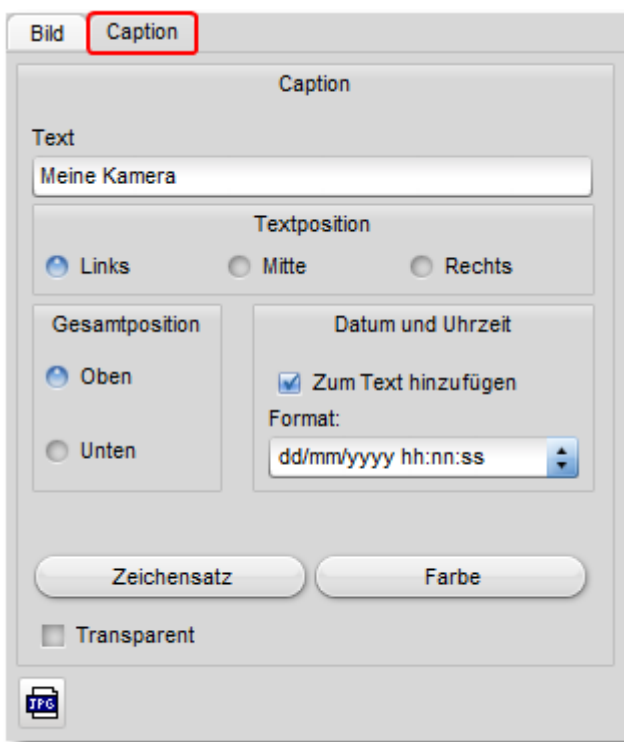 Bild Caption
Caption
Text
Meine Kamera
Textposition
Links Mitte Rechts
Gesamtposition
Oben
Unten
Datum und Uhrzeit
Zum Text hinzufügen
Format:
dd/mm/yyyy hh:nn:ss
Zeichensatz Farbe
Transparent
JPG